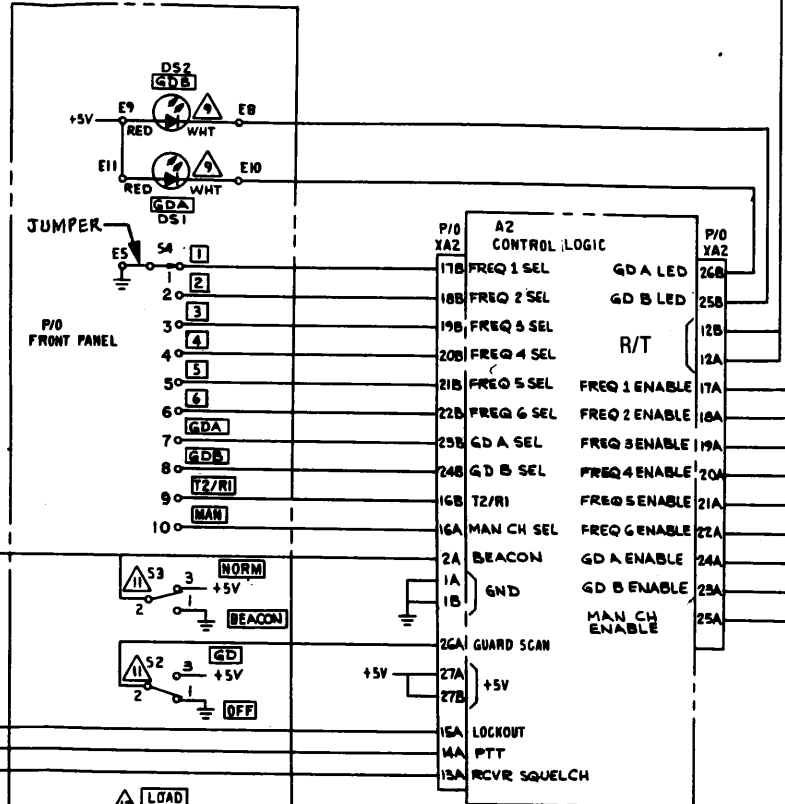 DS2
GDB
+5V E9 9 E8
RED WHT
E11 9 E10
RED WHT
GDA
DS1
JUMPER
E5 S4 1
1
2
2
3
3
4
4
5
5
6
6
GDA
7
GDB
8
T2/R1
9
MAN
10
P/O
FRONT PANEL
11 S3 3 NORM
+5V
2 1
BEACON
11 S2 3 GD
+5V
2 1
OFF
LOAD
P/O
XA2
A2
CONTROL LOGIC
P/O
XA2
17B FREQ 1 SEL
18B FREQ 2 SEL
19B FREQ 3 SEL
20B FREQ 4 SEL
21B FREQ 5 SEL
22B FREQ 6 SEL
23B GD A SEL
24B GD B SEL
16B T2/R1
16A MAN CH SEL
2A BEACON
1A
1B
GND
26A GUARD SCAN
+5V 27A
27B
+5V
15A LOCKOUT
14A PTT
13A RCVR SQUELCH
GD A LED 26B
GD B LED 25B
R/T
12B
12A
FREQ 1 ENABLE 17A
FREQ 2 ENABLE 18A
FREQ 3 ENABLE 19A
FREQ 4 ENABLE 20A
FREQ 5 ENABLE 21A
FREQ 6 ENABLE 22A
GD A ENABLE 24A
GD B ENABLE 23A
MAN CH
ENABLE 25A